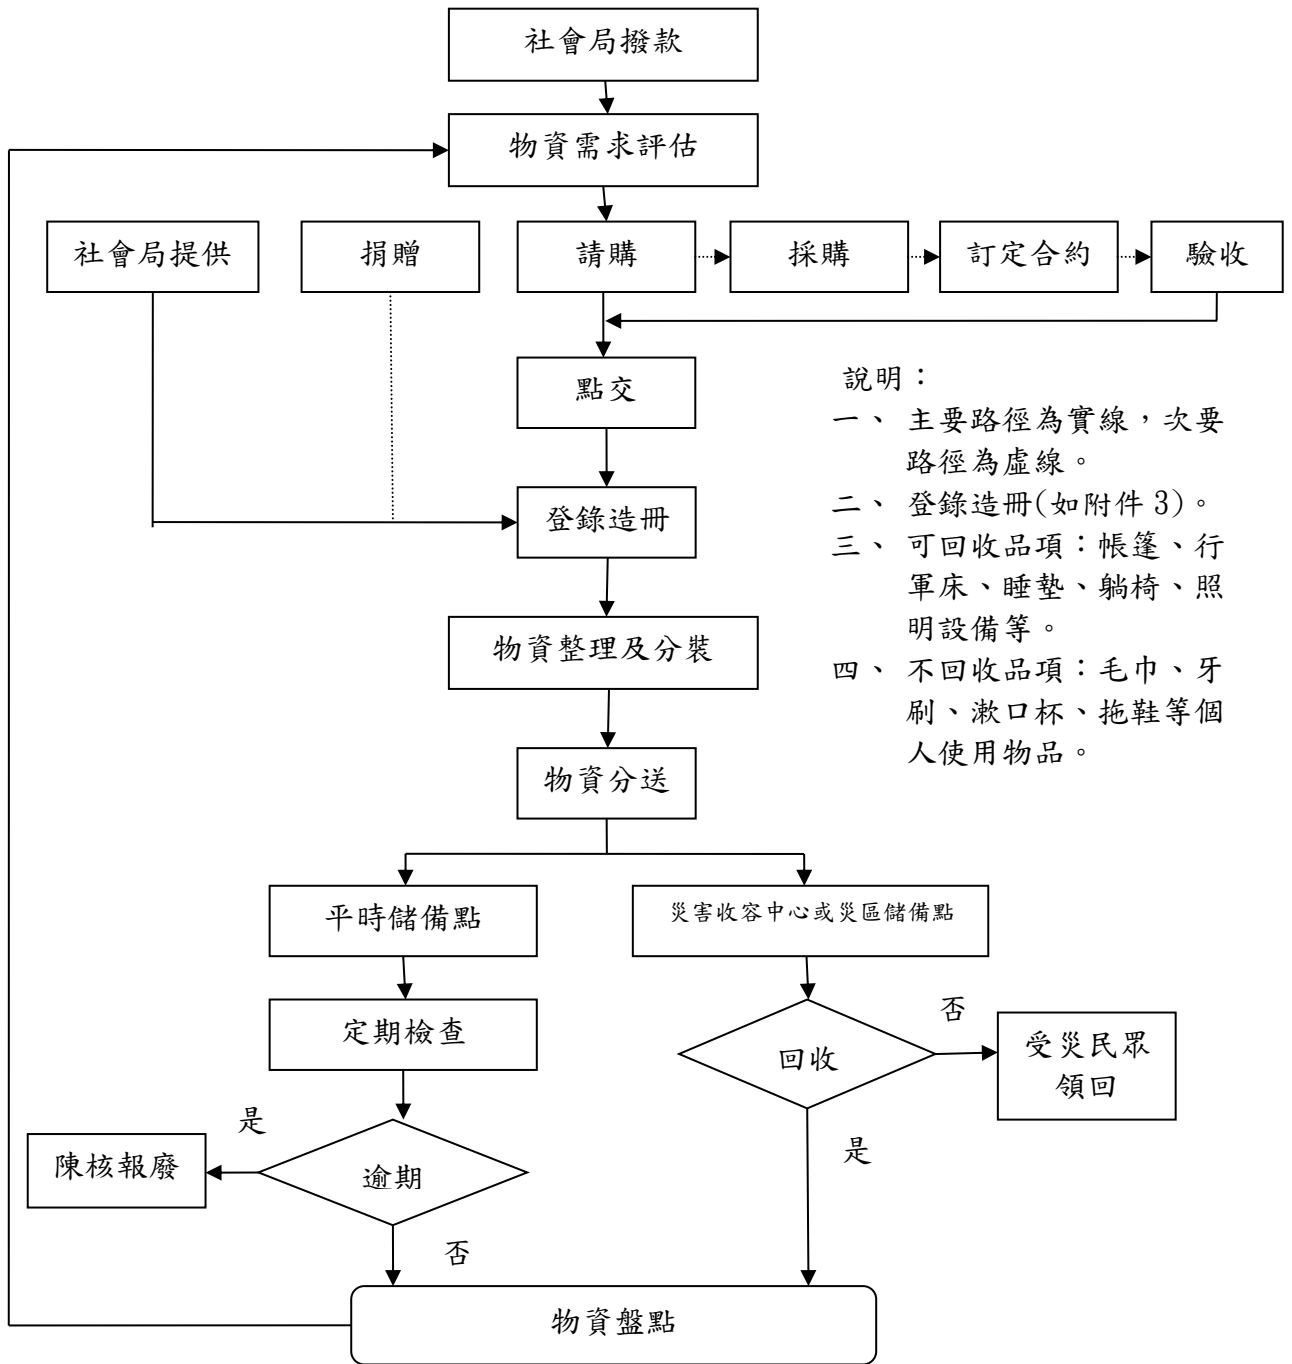 社會局撥款
物資需求評估
社會局提供
捐贈
請購
採購
訂定合約
驗收
點交
說明：
一、 主要路徑為實線，次要
路徑為虛線。
二、 登錄造冊(如附件 3)。
三、 可回收品項：帳篷、行
軍床、睡墊、躺椅、照
明設備等。
四、 不回收品項：毛巾、牙
刷、漱口杯、拖鞋等個
人使用物品。
登錄造冊
物資整理及分裝
物資分送
平時儲備點
災害收容中心或災區儲備點
定期檢查
回收
否
受災民眾
領回
是
逾期
是
陳核報廢
否
物資盤點